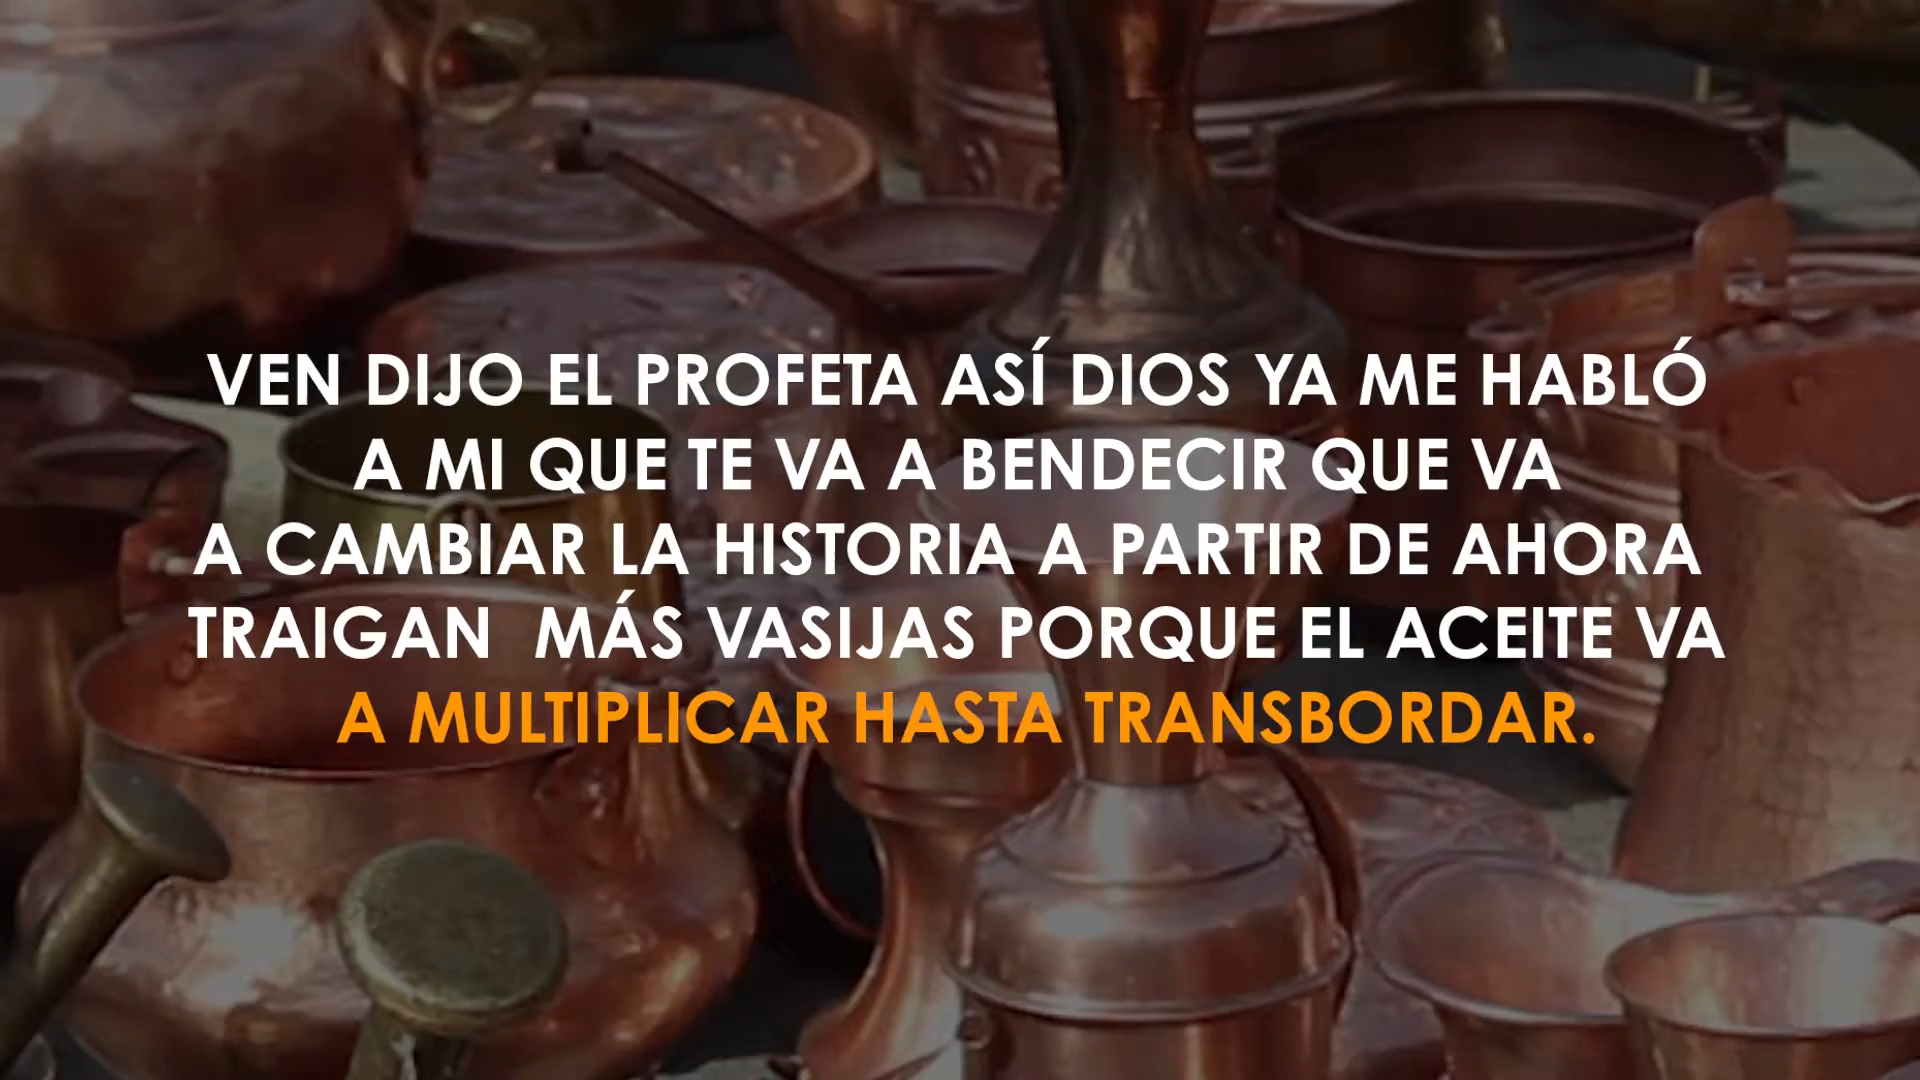 VEN DIJO EL PROFETA ASÍ DIOS YA ME HABLÓ
A MI QUE TE VA A BENDECIR QUE VA
A CAMBIAR LA HISTORIA A PARTIR DE AHORA
TRAIGAN  MÁS VASIJAS PORQUE EL ACEITE VA
A MULTIPLICAR HASTA TRANSBORDAR.